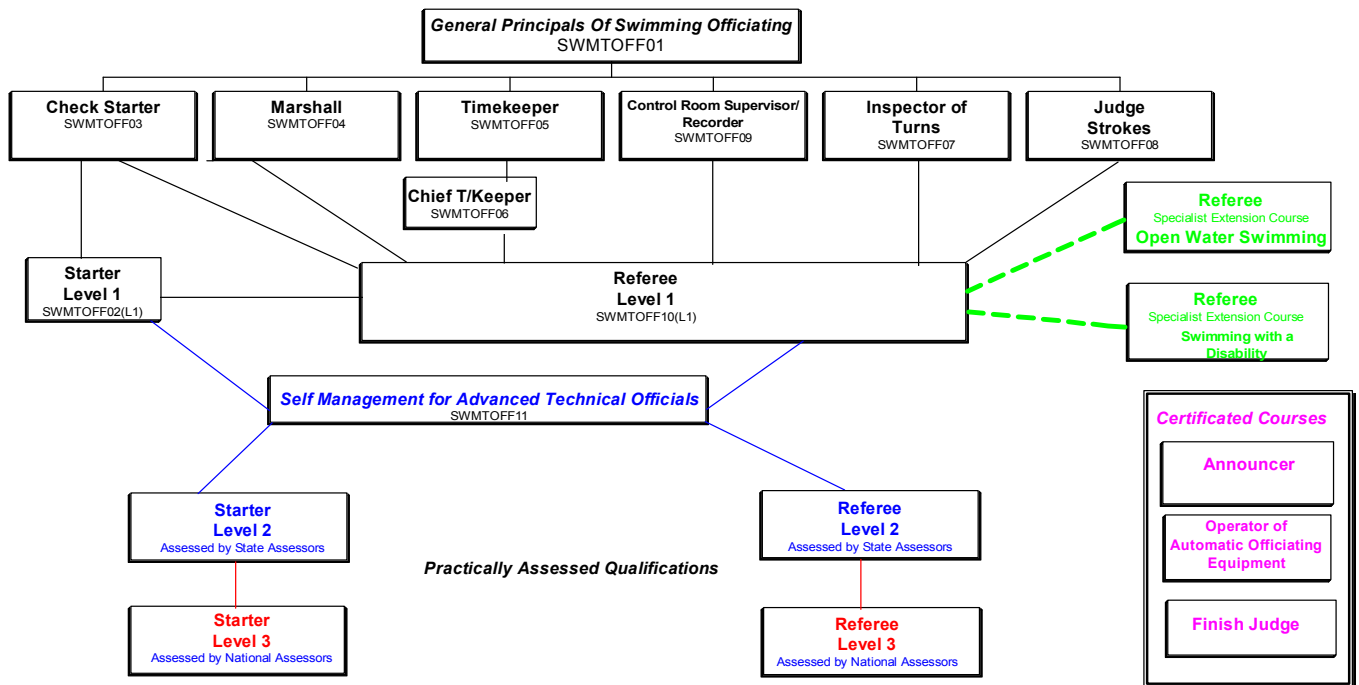 General Principals Of Swimming Officiating
SWMTOFF01
Check Starter
SWMTOFF03
Marshall
SWMTOFF04
Timekeeper
SWMTOFF05
Control Room Supervisor/
Recorder
SWMTOFF09
Inspector of
Turns
SWMTOFF07
Judge
Strokes
SWMTOFF08
Chief T/Keeper
SWMTOFF06
Referee
Specialist Extension Course
Open Water Swimming
Starter
Level 1
SWMTOFF02(L1)
Referee
Level 1
SWMTOFF10(L1)
Referee
Specialist Extension Course
Swimming with a
Disability
Self Management for Advanced Technical Officials
SWMTOFF11
Certificated Courses
Announcer
Operator of
Automatic Officiating
Equipment
Finish Judge
Starter
Level 2
Assessed by State Assessors
Referee
Level 2
Assessed by State Assessors
Practically Assessed Qualifications
Starter
Level 3
Assessed by National Assessors
Referee
Level 3
Assessed by National Assessors